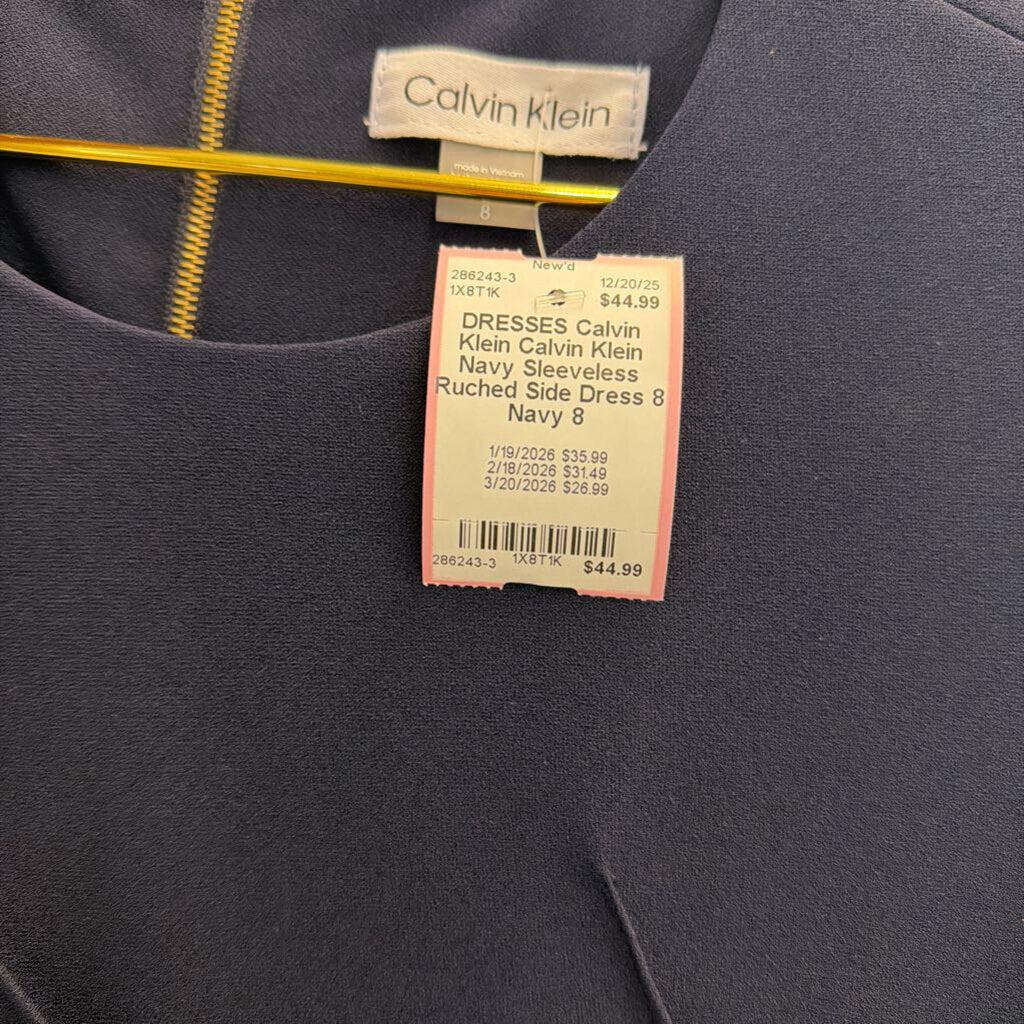 Calvin Klein
made in Vietnam
8
New'd
286243-3 12/20/25
1X8T1K $44.99
DRESSES Calvin
Klein Calvin Klein
Navy Sleeveless
Ruched Side Dress 8
Navy 8
1/19/2026 $35.99
2/18/2026 $31.49
3/20/2026 $26.99
286243-3 1X8T1K $44.99